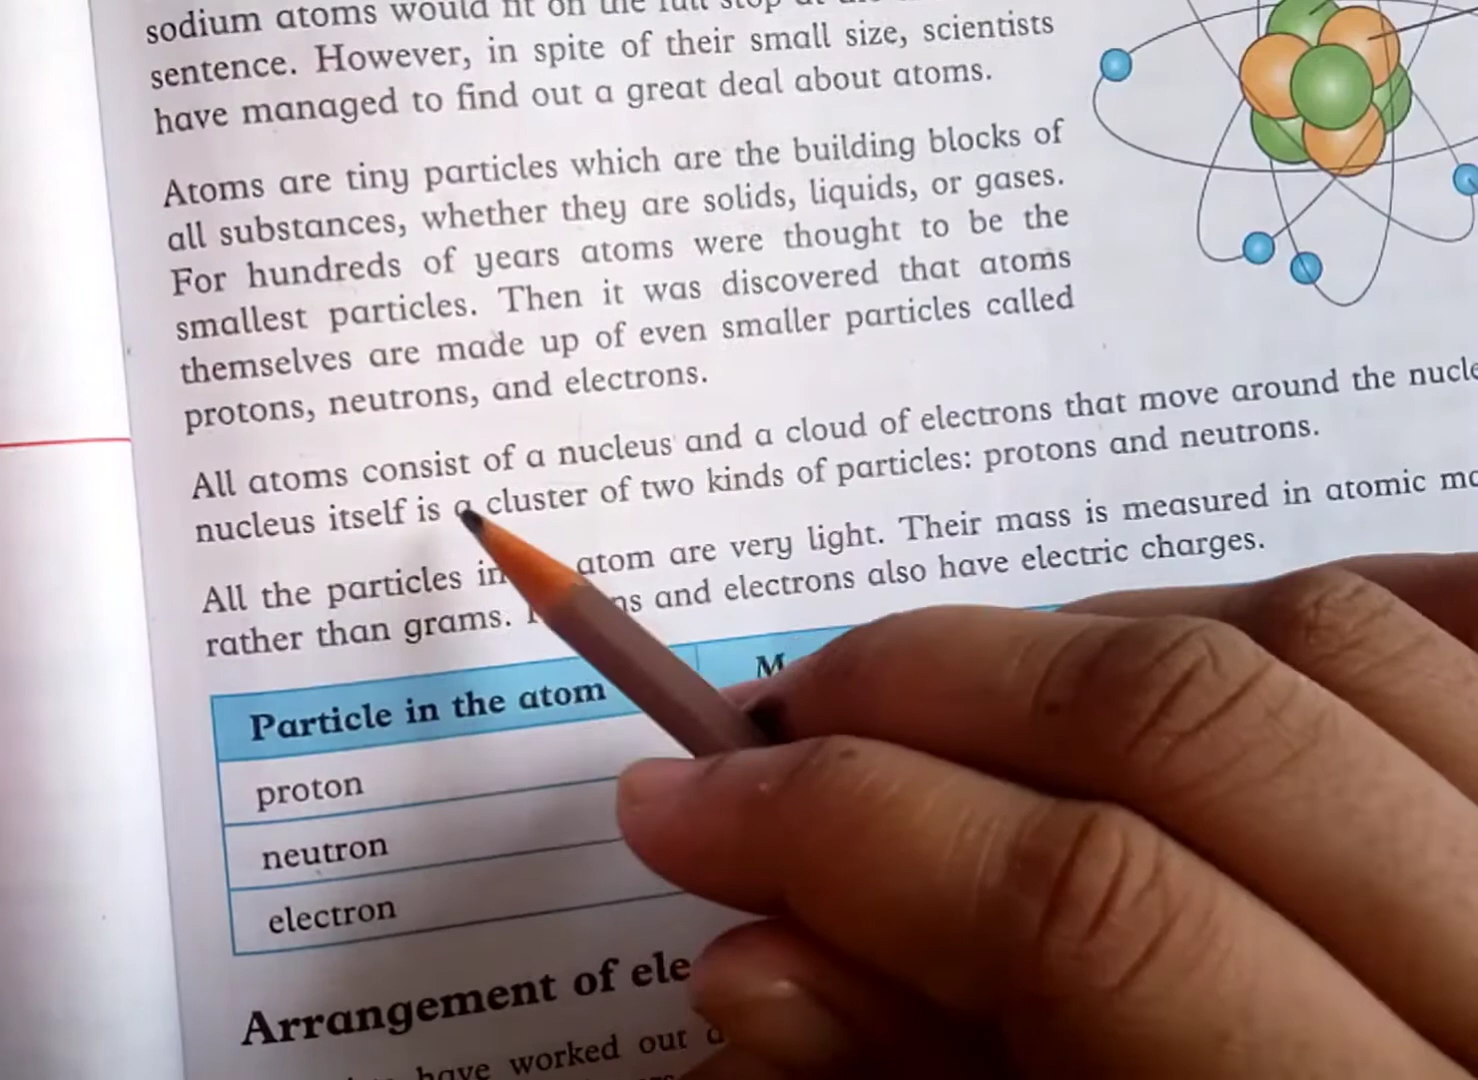 sodium atoms would fit on the full stop at
sentence. However, in spite of their small size, scientists
have managed to find out a great deal about atoms.
Atoms are tiny particles which are the building blocks of
all substances, whether they are solids, liquids, or gases.
For hundreds of years atoms were thought to be the
smallest particles. Then it was discovered that atoms
themselves are made up of even smaller particles called
protons, neutrons, and electrons.
All atoms consist of a nucleus and a cloud of electrons that move around the
nucleus itself is a cluster of two kinds of particles: protons and neutrons.
All the particles in atom are very light. Their mass is measured in atomic
rather than grams. and electrons also have electric charges.
Particle in the atom
proton
neutron
electron
Arrangement of
have worked out